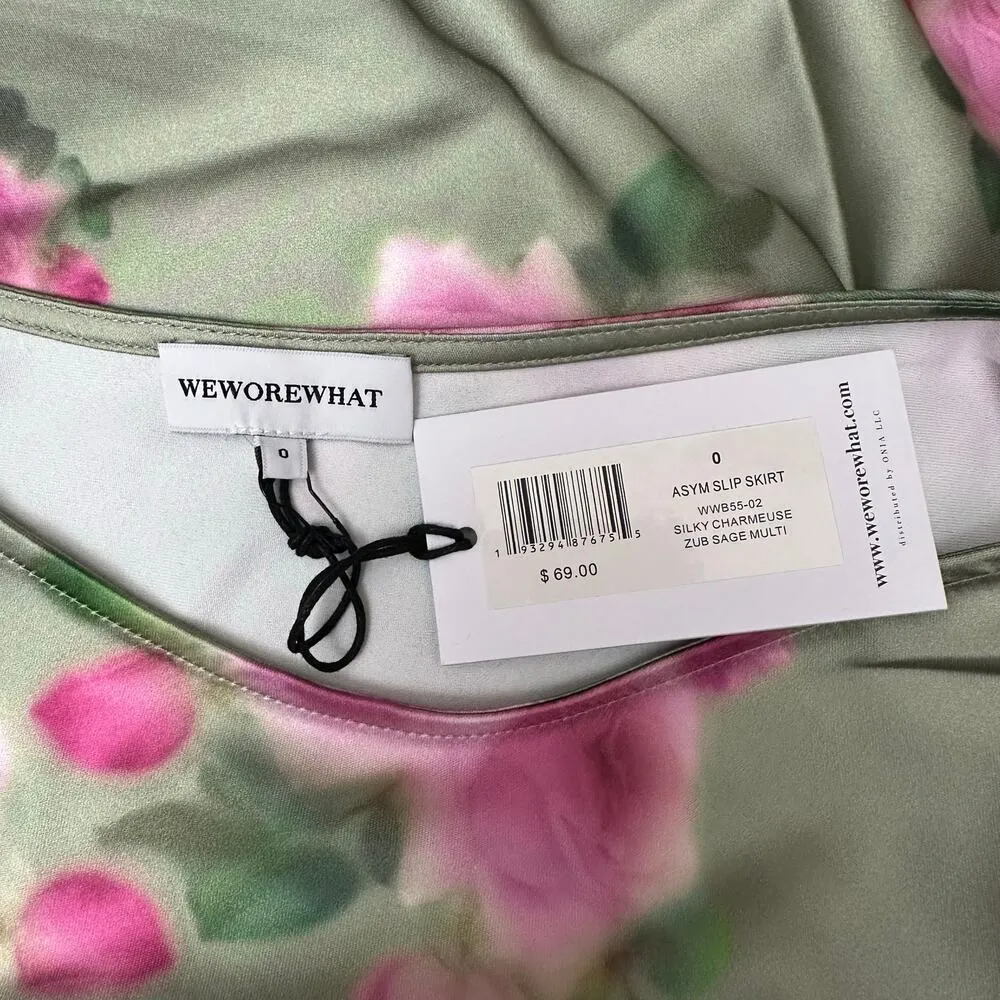 WEWOREWHAT
0
0
ASYM SLIP SKIRT
WWB55-02
SILKY CHARMEUSE
ZUB SAGE MULTI
1 93294 87675 5
$ 69.00
www.weworewhat.com
distributed by ONIA LLC